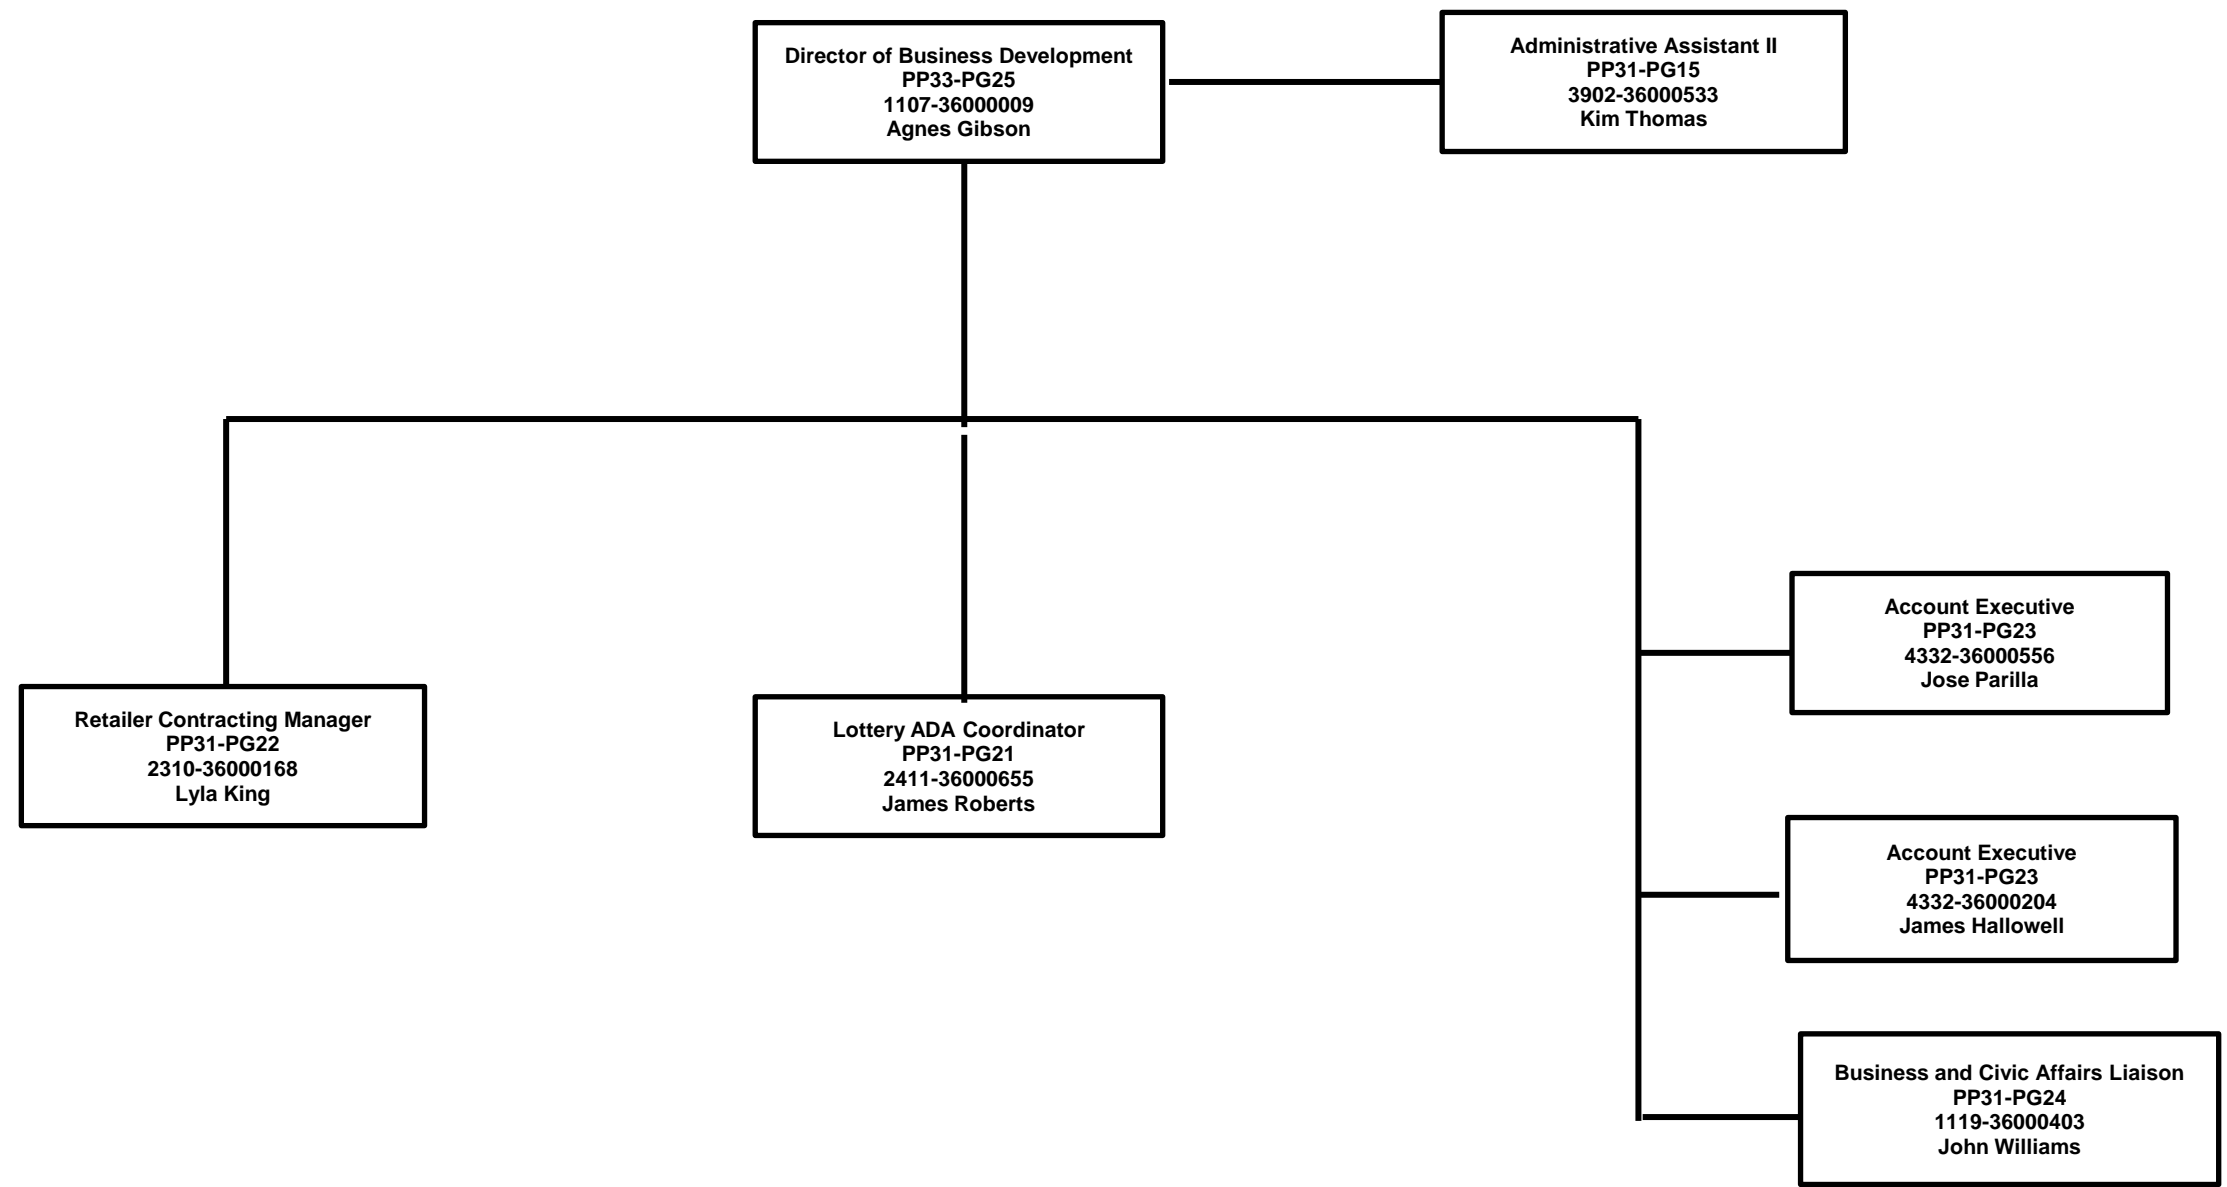 Director of Business Development
PP33-PG25
1107-36000009
Agnes Gibson
Administrative Assistant II
PP31-PG15
3902-36000533
Kim Thomas
Account Executive
PP31-PG23
4332-36000556
Jose Parilla
Retailer Contracting Manager
PP31-PG22
2310-36000168
Lyla King
Lottery ADA Coordinator
PP31-PG21
2411-36000655
James Roberts
Account Executive
PP31-PG23
4332-36000204
James Hallowell
Business and Civic Affairs Liaison
PP31-PG24
1119-36000403
John Williams